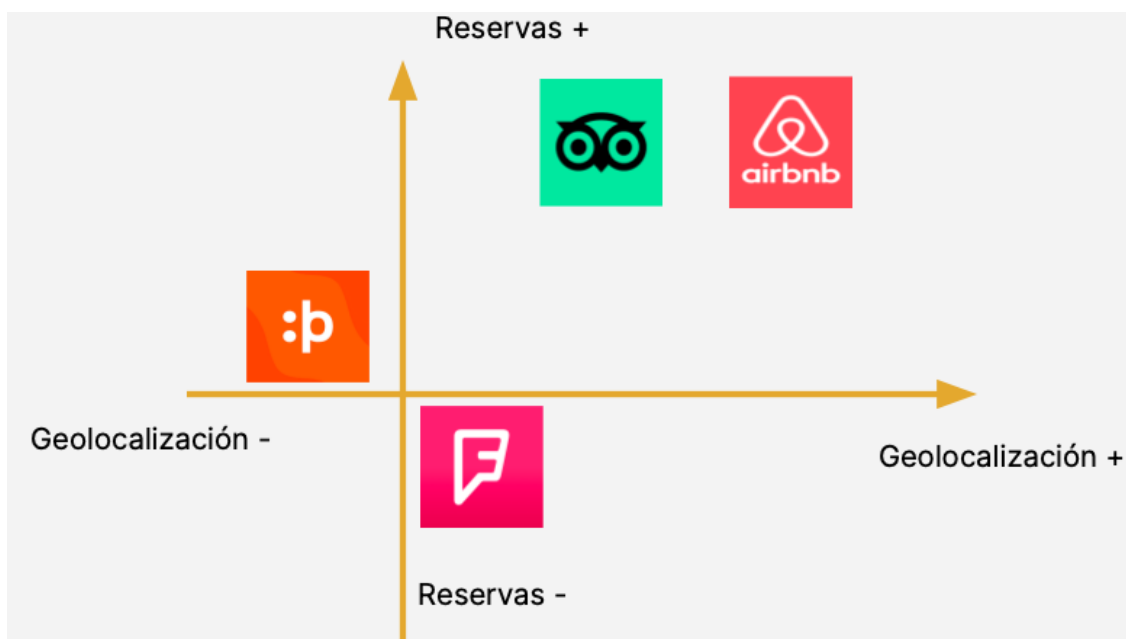 Reservas +
airbnb
:p
Geolocalización -
Geolocalización +
Reservas -